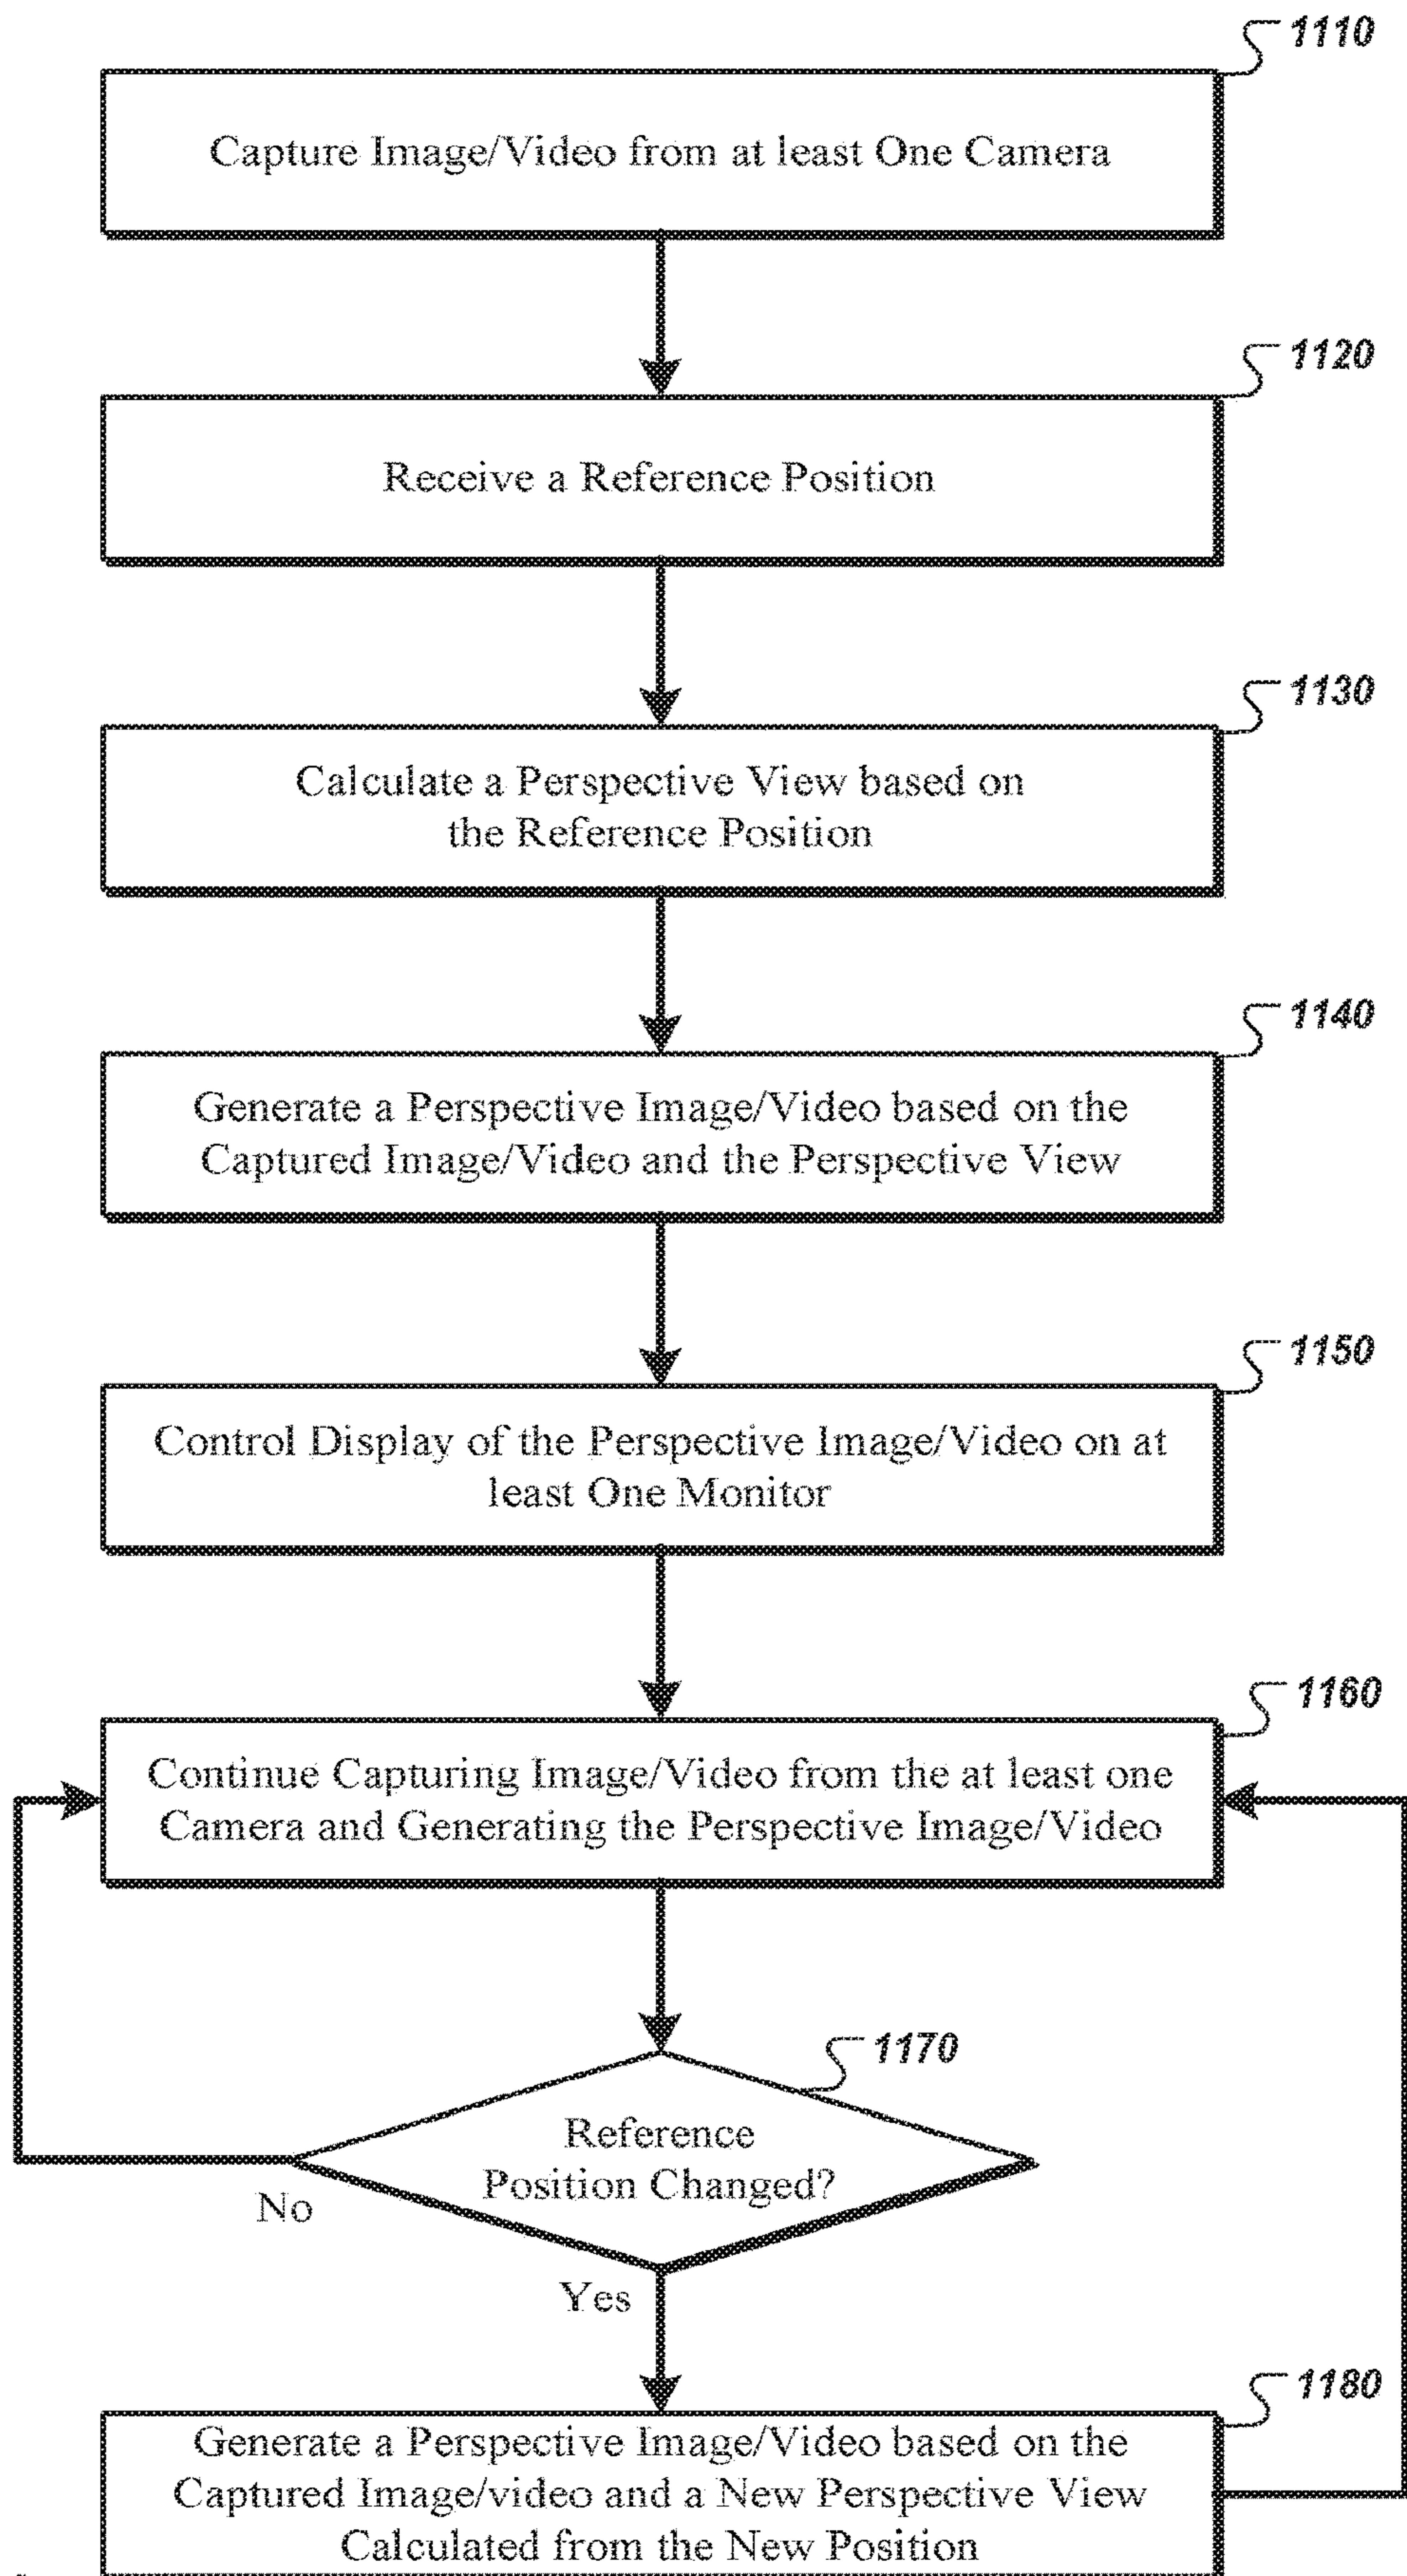 1110
Capture Image/Video from at least One Camera
1120
Receive a Reference Position
1130
Calculate a Perspective View based on
the Reference Position
1140
Generate a Perspective Image/Video based on the
Captured Image/Video and the Perspective View
1150
Control Display of the Perspective Image/Video on at
least One Monitor
1160
Continue Capturing Image/Video from the at least one
Camera and Generating the Perspective Image/Video
1170
Reference
Position Changed?
No
Yes
1180
Generate a Perspective Image/Video based on the
Captured Image/video and a New Perspective View
Calculated from the New Position